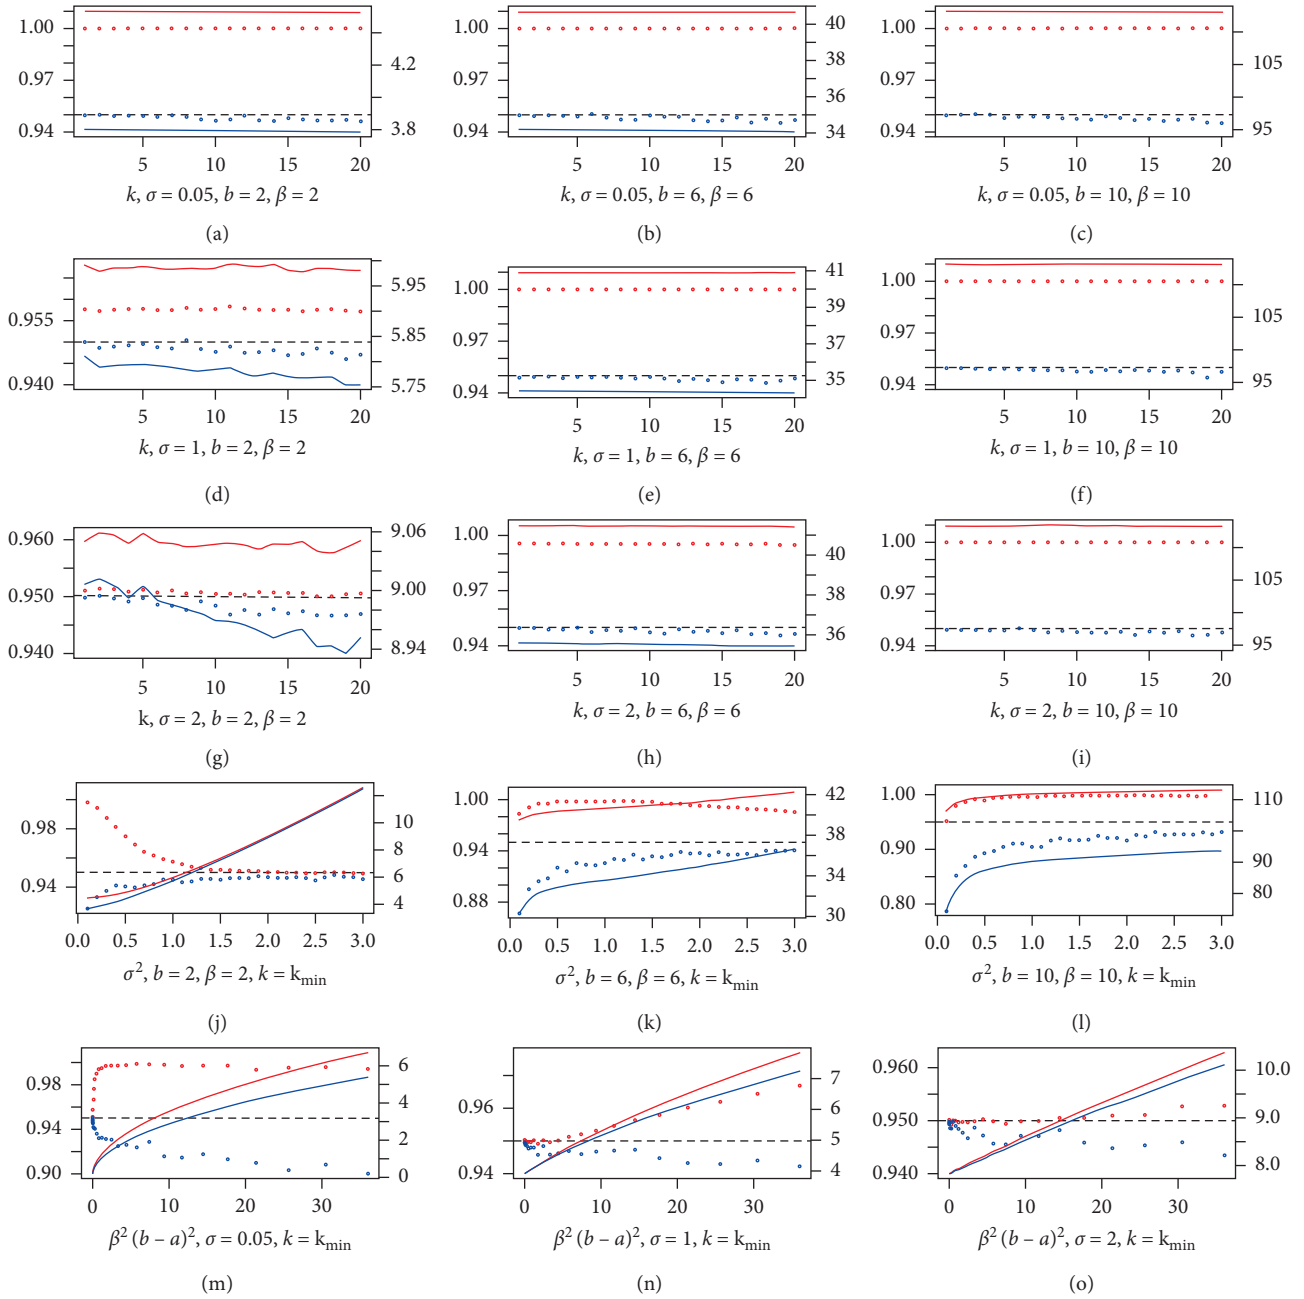 1.00
0.97
0.94
4.2
3.8
5 10 15 20
k, σ = 0.05, b = 2, β = 2
(a)
1.00
0.97
0.94
40
38
36
35
34
5 10 15 20
k, σ = 0.05, b = 6, β = 6
(b)
1.00
0.97
0.94
105
95
5 10 15 20
k, σ = 0.05, b = 10, β = 10
(c)
0.955
0.940
5.95
5.84
5.75
5 10 15 20
k, σ = 1, b = 2, β = 2
(d)
1.00
0.97
0.94
41
40
39
37
35
5 10 15 20
k, σ = 1, b = 6, β = 6
(e)
1.00
0.97
0.94
105
95
5 10 15 20
k, σ = 1, b = 10, β = 10
(f)
0.960
0.950
0.940
9.06
9.00
8.94
5 10 15 20
k, σ = 2, b = 2, β = 2
(g)
1.00
0.97
0.94
40
38
36
5 10 15 20
k, σ = 2, b = 6, β = 6
(h)
1.00
0.97
0.94
105
95
5 10 15 20
k, σ = 2, b = 10, β = 10
(i)
0.98
0.94
10
8
6
4
0.0 0.5 1.0 1.5 2.0 2.5 3.0
σ², b = 2, β = 2, k = kmin
(j)
1.00
0.94
0.88
42
38
34
30
0.0 0.5 1.0 1.5 2.0 2.5 3.0
σ², b = 6, β = 6, k = kmin
(k)
1.00
0.90
0.80
110
90
80
0.0 0.5 1.0 1.5 2.0 2.5 3.0
σ², b = 10, β = 10, k = kmin
(l)
0.98
0.94
0.90
6
5
4
3
2
1
0
0 10 20 30
β² (b – a)², σ = 0.05, k = kmin
(m)
0.96
0.94
7
6
5
4
0 10 20 30
β² (b – a)², σ = 1, k = kmin
(n)
0.960
0.950
0.940
10.0
9.0
8.0
0 10 20 30
β² (b – a)², σ = 2, k = kmin
(o)